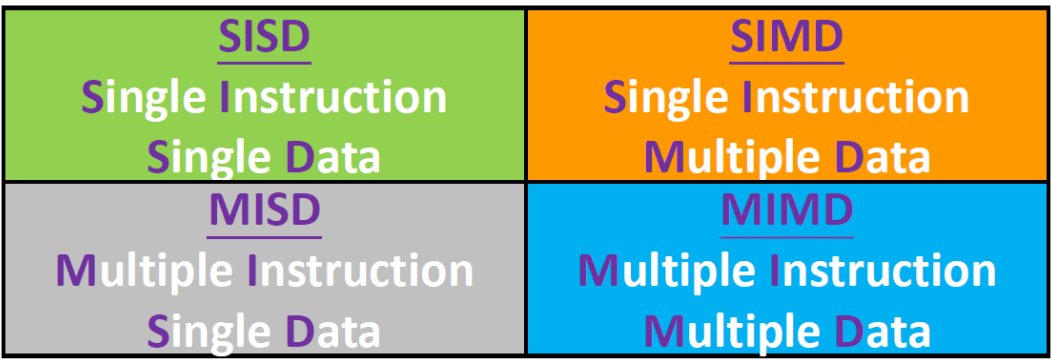 SISD
Single Instruction
Single Data
SIMD
Single Instruction
Multiple Data
MISD
Multiple Instruction
Single Data
MIMD
Multiple Instruction
Multiple Data